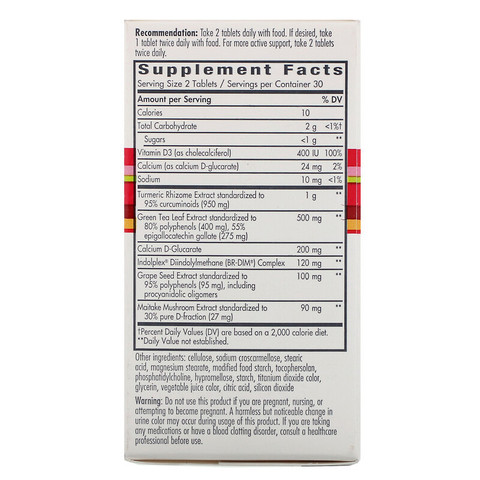 Recommendation: Take 2 tablets daily with food. If desired, take
1 tablet twice daily with food. For more active support, take 2 tablets
twice daily.
Supplement Facts
Serving Size 2 Tablets / Servings per Container 30
Amount per Serving % DV
Calories 10
Total Carbohydrate 2 g <1%†
Sugars <1 g **
Vitamin D3 (as cholecalciferol) 400 IU 100%
Calcium (as calcium D-glucarate) 24 mg 2%
Sodium 10 mg <1%
Turmeric Rhizome Extract standardized to 1 g **
95% curcuminoids (950 mg)
Green Tea Leaf Extract standardized to 500 mg **
80% polyphenols (400 mg), 55%
epigallocatechin gallate (275 mg)
Calcium D-Glucarate 200 mg **
Indolplex® Diindolylmethane (BR-DIM®) Complex 120 mg **
Grape Seed Extract standardized to 100 mg **
95% polyphenols (95 mg), including
procyanidolic oligomers
Maitake Mushroom Extract standardized to 90 mg **
30% pure D-fraction (27 mg)
†Percent Daily Values (DV) are based on a 2,000 calorie diet.
**Daily Value not established.
Other ingredients: cellulose, sodium croscarmellose, stearic
acid, magnesium stearate, modified food starch, tocophersolan,
phosphatidylcholine, hypromellose, starch, titanium dioxide color,
glycerin, vegetable juice color, citric acid, silicon dioxide
Warning: Do not use this product if you are pregnant, nursing, or
attempting to become pregnant. A harmless but noticeable change in
urine color may occur during usage of this product. If you are taking
any medications or have a blood clotting disorder, consult a healthcare
professional before use.